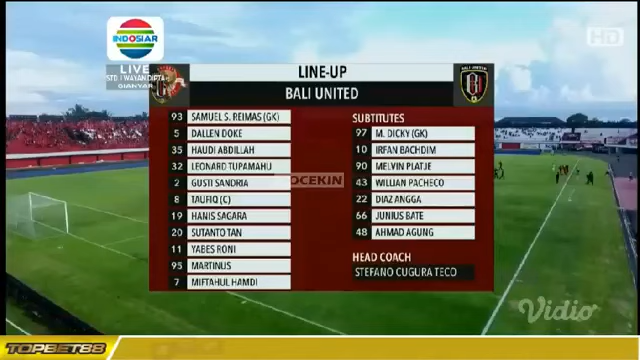 INDOSIAR
LIVE
STD I WAYAN DIPTA
GIANYAR
HD
LINE-UP
BALI UNITED
BALI UNITED
93 SAMUEL S. REIMAS (GK)
5 DALLEN DOKE
35 HAUDI ABDILLAH
32 LEONARD TUPAMAHU
2 GUSTI SANDRIA
8 TAUFIQ (C)
19 HANIS SAGARA
20 SUTANTO TAN
11 YABES RONI
95 MARTINUS
7 MIFTAHUL HAMDI
OCEKIN
SUBTITUTES
97 M. DICKY (GK)
10 IRFAN BACHDIM
90 MELVIN PLATJE
43 WILLIAN PACHECO
22 DIAZ ANGGA
66 JUNIUS BATE
48 AHMAD AGUNG
HEAD COACH
STEFANO CUGURA TECO
Vidio
TOPBET88